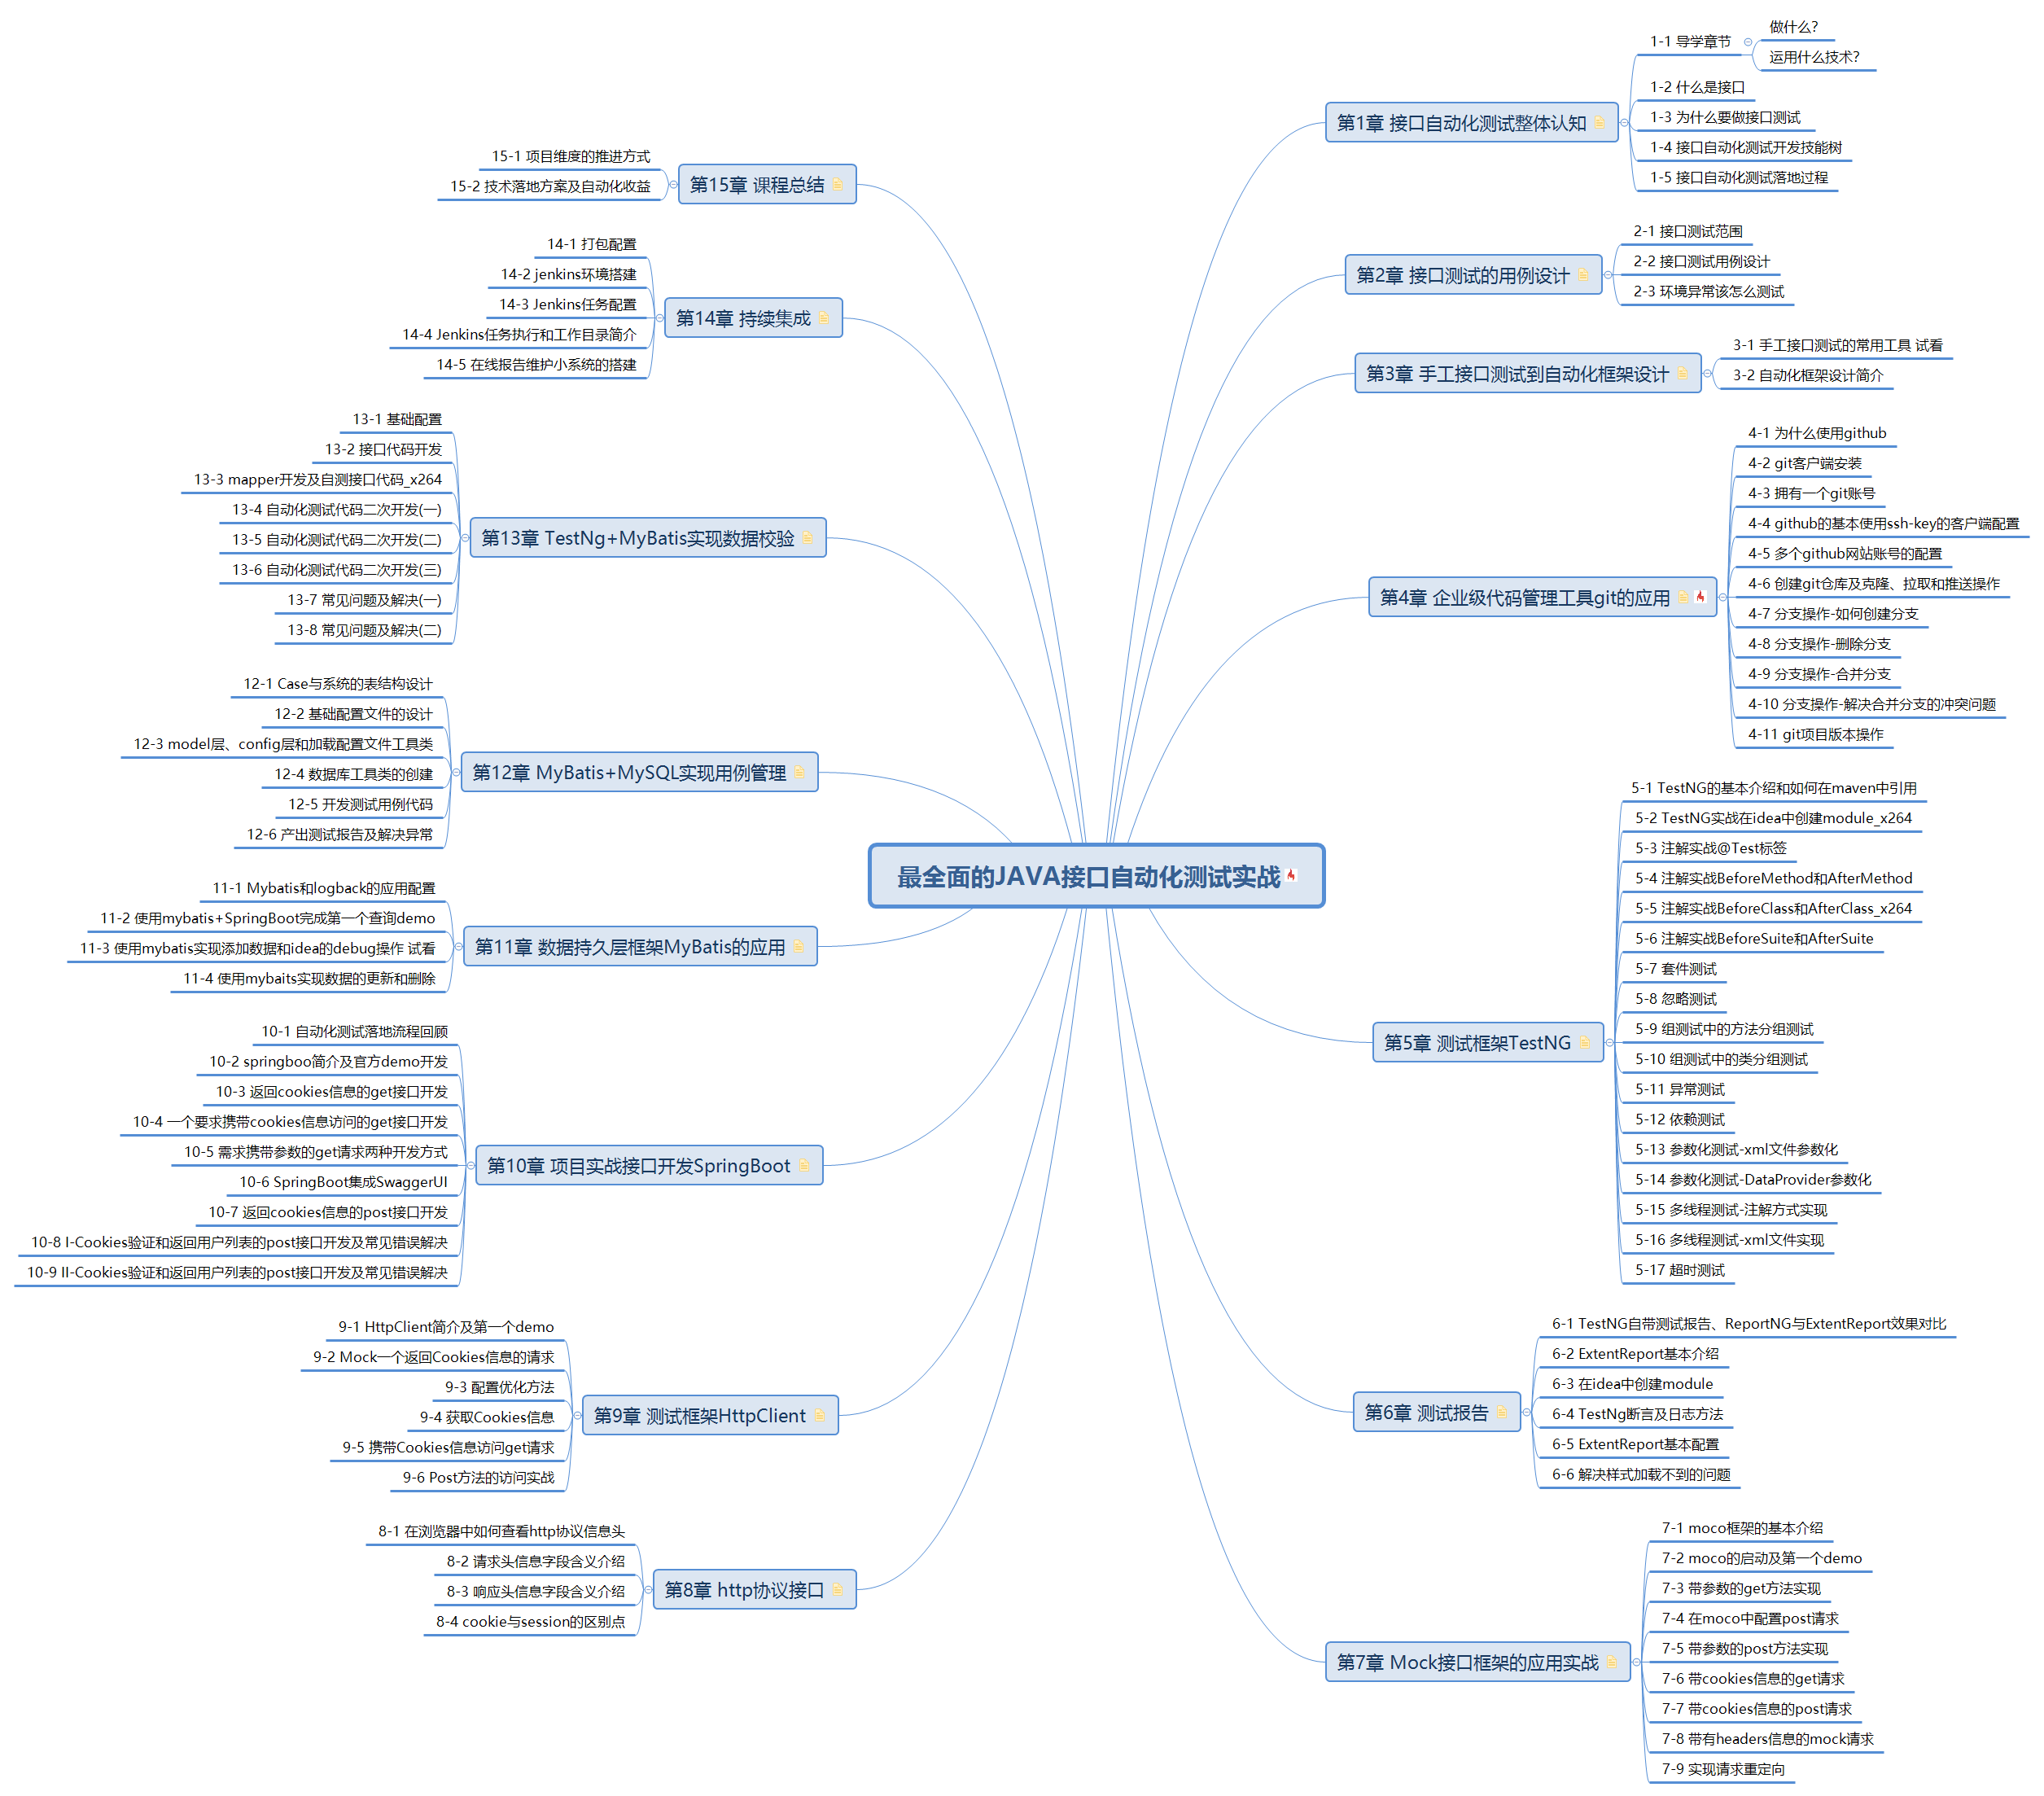 最全面的JAVA接口自动化测试实战
第1章 接口自动化测试整体认知
1-1 导学章节
做什么?
运用什么技术?
1-2 什么是接口
1-3 为什么要做接口测试
1-4 接口自动化测试开发技能树
1-5 接口自动化测试落地过程
第2章 接口测试的用例设计
2-1 接口测试范围
2-2 接口测试用例设计
2-3 环境异常该怎么测试
第3章 手工接口测试到自动化框架设计
3-1 手工接口测试的常用工具 试看
3-2 自动化框架设计简介
第4章 企业级代码管理工具git的应用
4-1 为什么使用github
4-2 git客户端安装
4-3 拥有一个git账号
4-4 github的基本使用ssh-key的客户端配置
4-5 多个github网站账号的配置
4-6 创建git仓库及克隆、拉取和推送操作
4-7 分支操作-如何创建分支
4-8 分支操作-删除分支
4-9 分支操作-合并分支
4-10 分支操作-解决合并分支的冲突问题
4-11 git项目版本操作
第5章 测试框架TestNG
5-1 TestNG的基本介绍和如何在maven中引用
5-2 TestNG实战在idea中创建module_x264
5-3 注解实战@Test标签
5-4 注解实战BeforeMethod和AfterMethod
5-5 注解实战BeforeClass和AfterClass_x264
5-6 注解实战BeforeSuite和AfterSuite
5-7 套件测试
5-8 忽略测试
5-9 组测试中的方法分组测试
5-10 组测试中的类分组测试
5-11 异常测试
5-12 依赖测试
5-13 参数化测试-xml文件参数化
5-14 参数化测试-DataProvider参数化
5-15 多线程测试-注解方式实现
5-16 多线程测试-xml文件实现
5-17 超时测试
第6章 测试报告
6-1 TestNG自带测试报告、ReportNG与ExtentReport效果对比
6-2 ExtentReport基本介绍
6-3 在idea中创建module
6-4 TestNg断言及日志方法
6-5 ExtentReport基本配置
6-6 解决样式加载不到的问题
第7章 Mock接口框架的应用实战
7-1 moco框架的基本介绍
7-2 moco的启动及第一个demo
7-3 带参数的get方法实现
7-4 在moco中配置post请求
7-5 带参数的post方法实现
7-6 带cookies信息的get请求
7-7 带cookies信息的post请求
7-8 带有headers信息的mock请求
7-9 实现请求重定向
第8章 http协议接口
8-1 在浏览器中如何查看http协议信息头
8-2 请求头信息字段含义介绍
8-3 响应头信息字段含义介绍
8-4 cookie与session的区别点
第9章 测试框架HttpClient
9-1 HttpClient简介及第一个demo
9-2 Mock一个返回Cookies信息的请求
9-3 配置优化方法
9-4 获取Cookies信息
9-5 携带Cookies信息访问get请求
9-6 Post方法的访问实战
第10章 项目实战接口开发SpringBoot
10-1 自动化测试落地流程回顾
10-2 springboo简介及官方demo开发
10-3 返回cookies信息的get接口开发
10-4 一个要求携带cookies信息访问的get接口开发
10-5 需求携带参数的get请求两种开发方式
10-6 SpringBoot集成SwaggerUI
10-7 返回cookies信息的post接口开发
10-8 I-Cookies验证和返回用户列表的post接口开发及常见错误解决
10-9 II-Cookies验证和返回用户列表的post接口开发及常见错误解决
第11章 数据持久层框架MyBatis的应用
11-1 Mybatis和logback的应用配置
11-2 使用mybatis+SpringBoot完成第一个查询demo
11-3 使用mybatis实现添加数据和idea的debug操作 试看
11-4 使用mybaits实现数据的更新和删除
第12章 MyBatis+MySQL实现用例管理
12-1 Case与系统的表结构设计
12-2 基础配置文件的设计
12-3 model层、config层和加载配置文件工具类
12-4 数据库工具类的创建
12-5 开发测试用例代码
12-6 产出测试报告及解决异常
第13章 TestNg+MyBatis实现数据校验
13-1 基础配置
13-2 接口代码开发
13-3 mapper开发及自测接口代码_x264
13-4 自动化测试代码二次开发(一)
13-5 自动化测试代码二次开发(二)
13-6 自动化测试代码二次开发(三)
13-7 常见问题及解决(一)
13-8 常见问题及解决(二)
第14章 持续集成
14-1 打包配置
14-2 jenkins环境搭建
14-3 Jenkins任务配置
14-4 Jenkins任务执行和工作目录简介
14-5 在线报告维护小系统的搭建
第15章 课程总结
15-1 项目维度的推进方式
15-2 技术落地方案及自动化收益